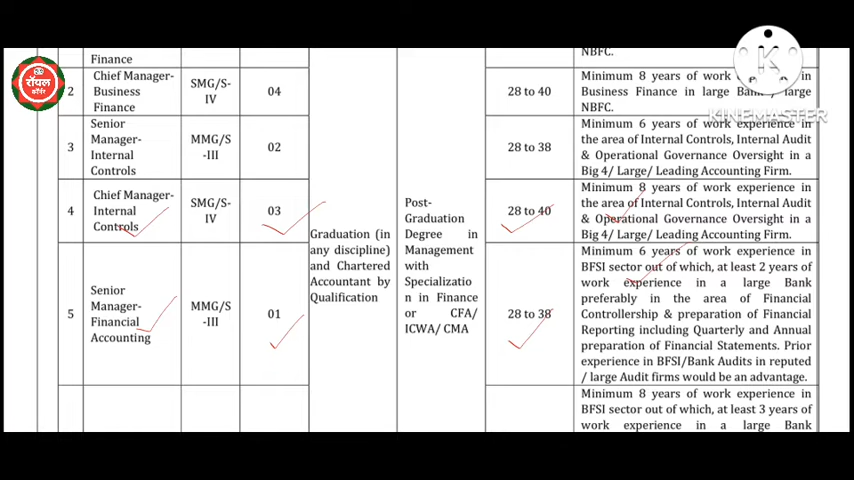 Finance
NBFC.
रॉयल
कॉर्नर
KINEMASTER
2
Chief Manager-
Business
Finance
SMG/S-
IV
04
28 to 40
Minimum 8 years of work in
Business Finance in large Bank / large
NBFC.
3
Senior
Manager-
Internal
Controls
MMG/S
-III
02
28 to 38
Minimum 6 years of work experience in
the area of Internal Controls, Internal Audit
& Operational Governance Oversight in a
Big 4/ Large/ Leading Accounting Firm.
4
Chief Manager-
Internal
Controls
SMG/S-
IV
03
28 to 40
Minimum 8 years of work experience in
the area of Internal Controls, Internal Audit
& Operational Governance Oversight in a
Big 4/ Large/ Leading Accounting Firm.
Graduation (in
any discipline)
and Chartered
Accountant by
Qualification
Post-
Graduation
Degree in
Management
with
Specializatio
n in Finance
or CFA/
ICWA/ CMA
5
Senior
Manager-
Financial
Accounting
MMG/S
-III
01
28 to 38
Minimum 6 years of work experience in
BFSI sector out of which, at least 2 years of
work experience in a large Bank
preferably in the area of Financial
Controllership & preparation of Financial
Reporting including Quarterly and Annual
preparation of Financial Statements. Prior
experience in BFSI/Bank Audits in reputed
/ large Audit firms would be an advantage.
Minimum 8 years of work experience in
BFSI sector out of which, at least 3 years of
work experience in a large Bank